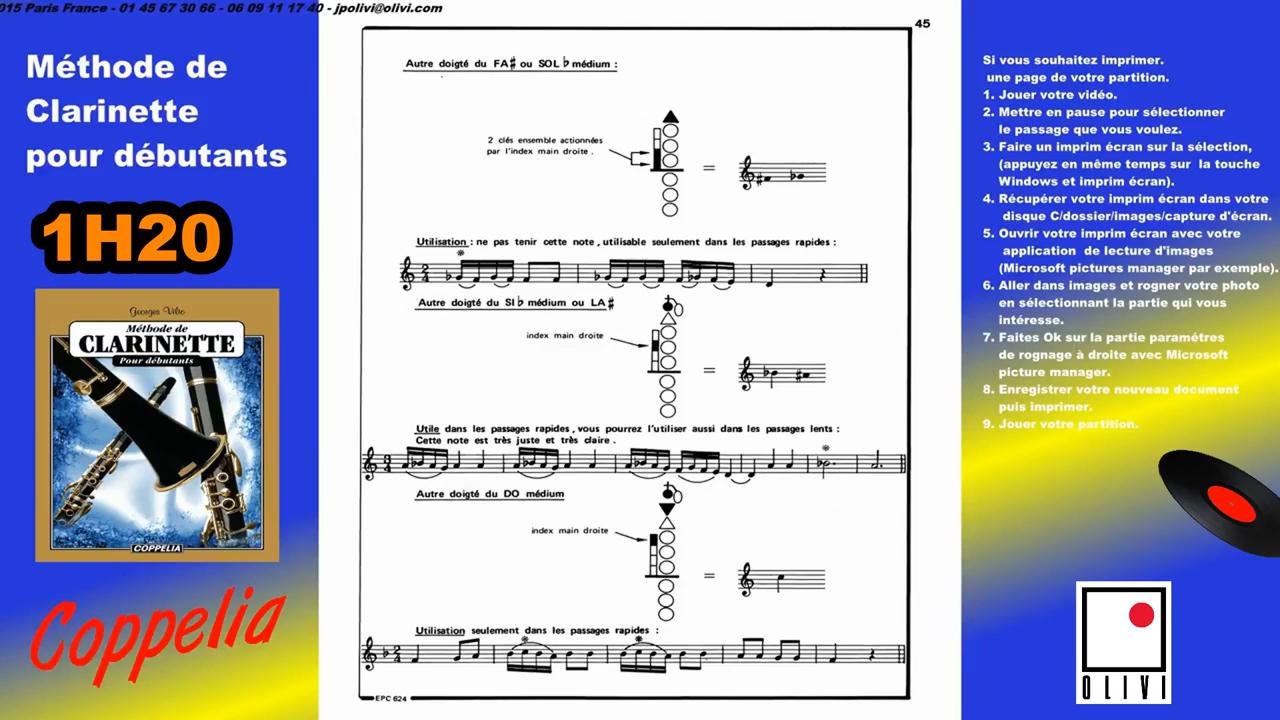 015 Paris France - 01 45 67 30 66 - 06 09 11 17 40 - jpolivi@olivi.com
Méthode de
Clarinette
pour débutants
1H20
Georges Vilso
Méthode de
CLARINETTE
Pour débutants
COPPELIA
Coppelia
45
Autre doigté du FA♯ ou SOL ♭ médium :
2 clés ensemble actionnées
par l'index main droite .
=
Utilisation : ne pas tenir cette note , utilisable seulement dans les passages rapides :
Autre doigté du SI ♭ médium ou LA♯
index main droite
=
Utile dans les passages rapides , vous pourrez l'utiliser aussi dans les passages lents :
Cette note est très juste et très claire .
Autre doigté du DO médium
index main droite
=
Utilisation seulement dans les passages rapides :
EPC 624
Si vous souhaitez imprimer.
une page de votre partition.
1. Jouer votre vidéo.
2. Mettre en pause pour sélectionner
le passage que vous voulez.
3. Faire un imprim écran sur la sélection,
(appuyez en même temps sur la touche
Windows et imprim écran).
4. Récupérer votre imprim écran dans votre
disque C/dossier/images/capture d'écran.
5. Ouvrir votre imprim écran avec votre
application de lecture d'images
(Microsoft pictures manager par exemple).
6. Aller dans images et rogner votre photo
en sélectionnant la partie qui vous
intéresse.
7. Faites Ok sur la partie paramétres
de rognage à droite avec Microsoft
picture manager.
8. Enregistrer votre nouveau document
puis imprimer.
9. Jouer votre partition.
OLIVI